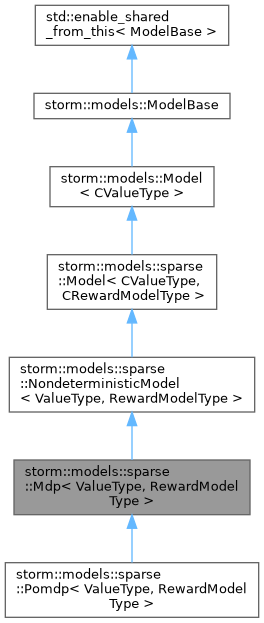 std::enable_shared
_from_this< ModelBase >
storm::models::ModelBase
storm::models::Model
< CValueType >
storm::models::sparse
::Model< CValueType,
CRewardModelType >
storm::models::sparse
::NondeterministicModel
< ValueType, RewardModelType >
storm::models::sparse
::Mdp< ValueType, RewardModel
Type >
storm::models::sparse
::Pomdp< ValueType, RewardModel
Type >